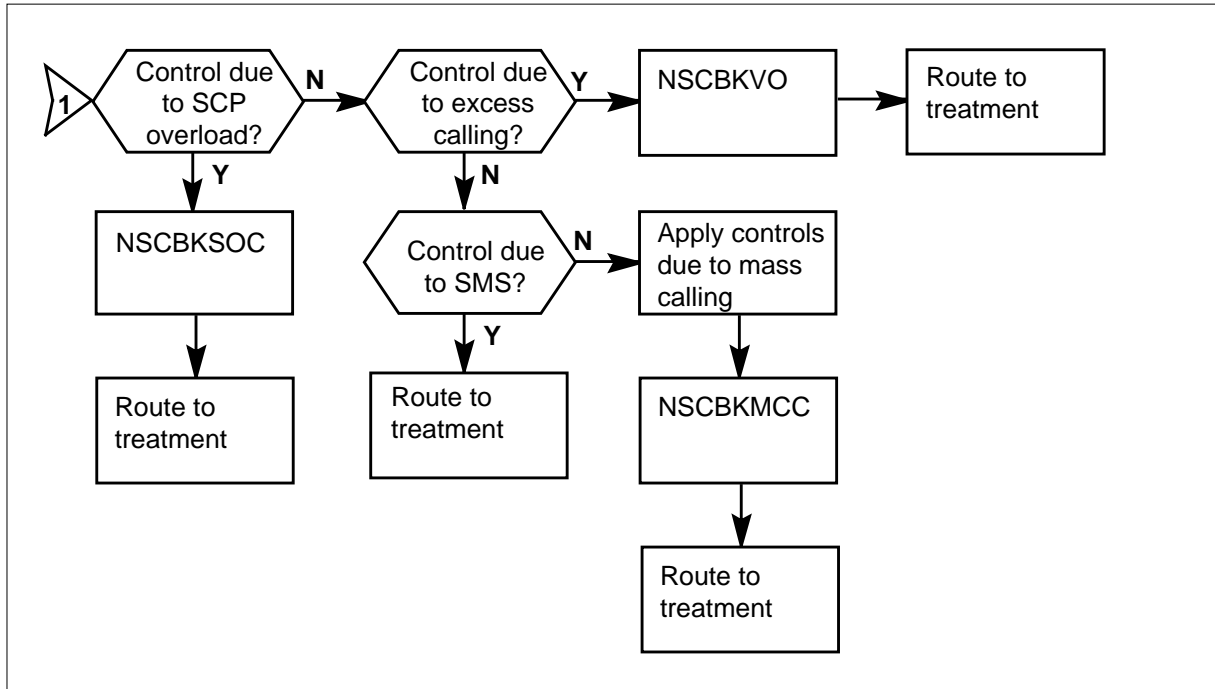 1
Control due
to SCP
overload?
N
Control due
to excess
calling?
Y
NSCBKVO
Route to
treatment
Y
N
NSCBKSOC
Control due
to SMS?
N
Apply controls
due to mass
calling
Y
Route to
treatment
Route to
treatment
NSCBKMCC
Route to
treatment